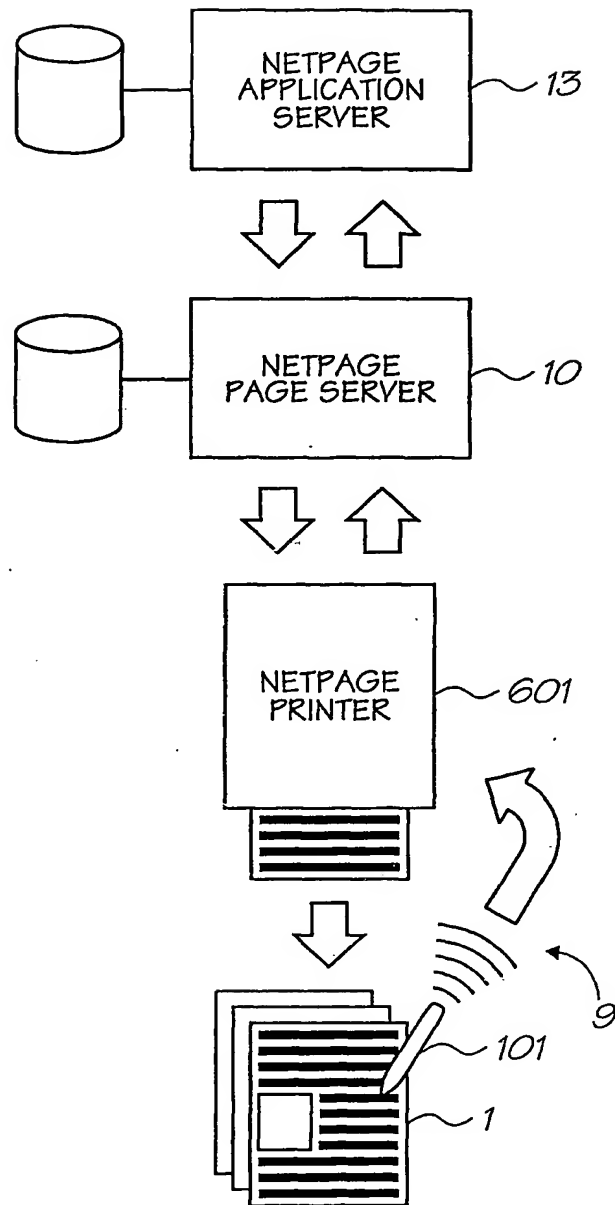 NETPAGE
APPLICATION
SERVER
13
NETPAGE
PAGE SERVER
10
NETPAGE
PRINTER
601
9
101
1